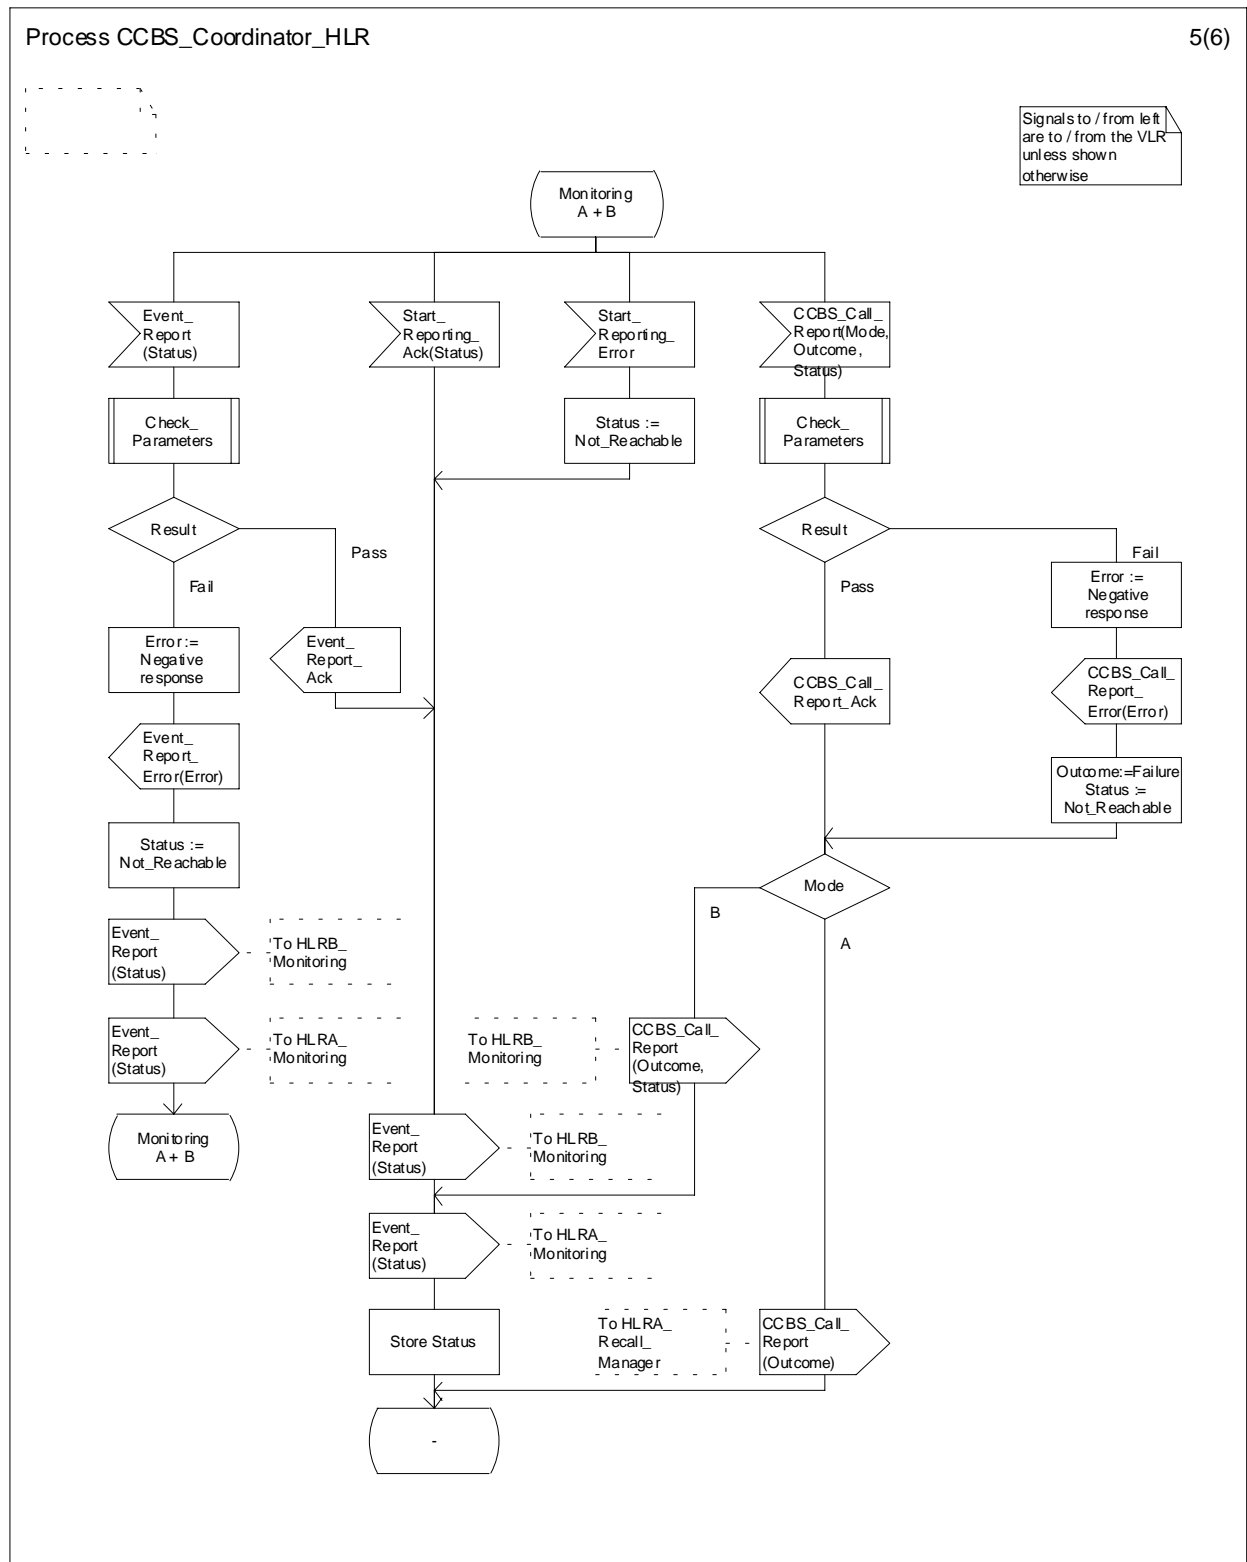 Process CCBS_Coordinator_HLR
5(6)
Signals to / from left
are to / from the VLR
unless shown
otherwise
Monitoring
A + B
Event_
Report
(Status)
Start_
Reporting_
Ack(Status)
Start_
Reporting_
Error
CCBS_Call_
Report(Mode,
Outcome,
Status)
Check_
Parameters
Status :=
Not_Reachable
Check_
Parameters
Result
Pass
Fail
Result
Pass
Fail
Error :=
Negative
response
Error :=
Negative
response
Event_
Report_
Ack
CCBS_Call_
Report_Ack
CCBS_Call_
Report_
Error(Error)
Event_
Report_
Error(Error)
Outcome:=Failure
Status :=
Not_Reachable
Status :=
Not_Reachable
Mode
B
A
Event_
Report
(Status)
To HLRB_
Monitoring
Event_
Report
(Status)
To HLRA_
Monitoring
To HLRB_
Monitoring
CCBS_Call_
Report
(Outcome,
Status)
Monitoring
A + B
Event_
Report
(Status)
To HLRB_
Monitoring
Event_
Report
(Status)
To HLRA_
Monitoring
Store Status
To HLRA_
Recall_
Manager
CCBS_Call_
Report
(Outcome)
-